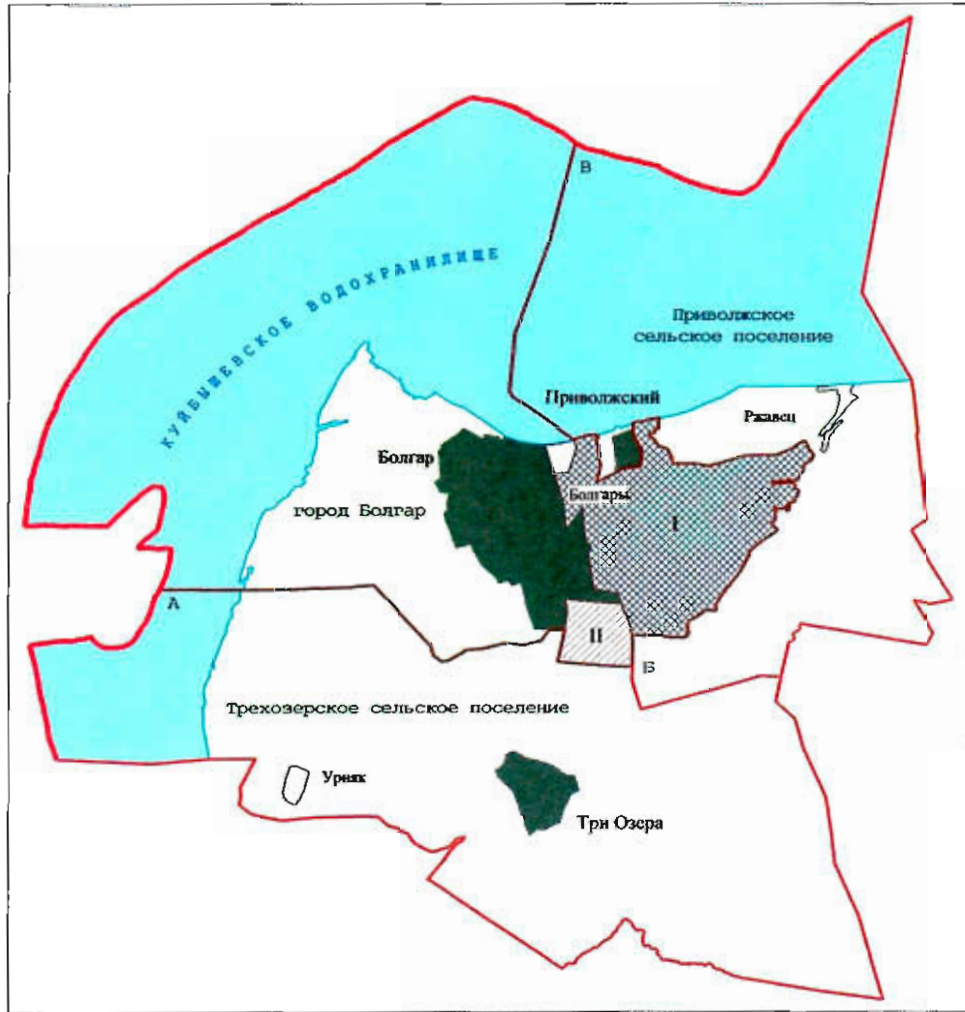 В
КУЙБЫШЕВСКОЕ ВОДОХРАНИЛИЩЕ
Приволжское
сельское поселение
Приволжский
Ржавец
Болгар
Болгары
город Болгар
I
А
II
Б
Трехозерское сельское поселение
Урняк
Три Озера